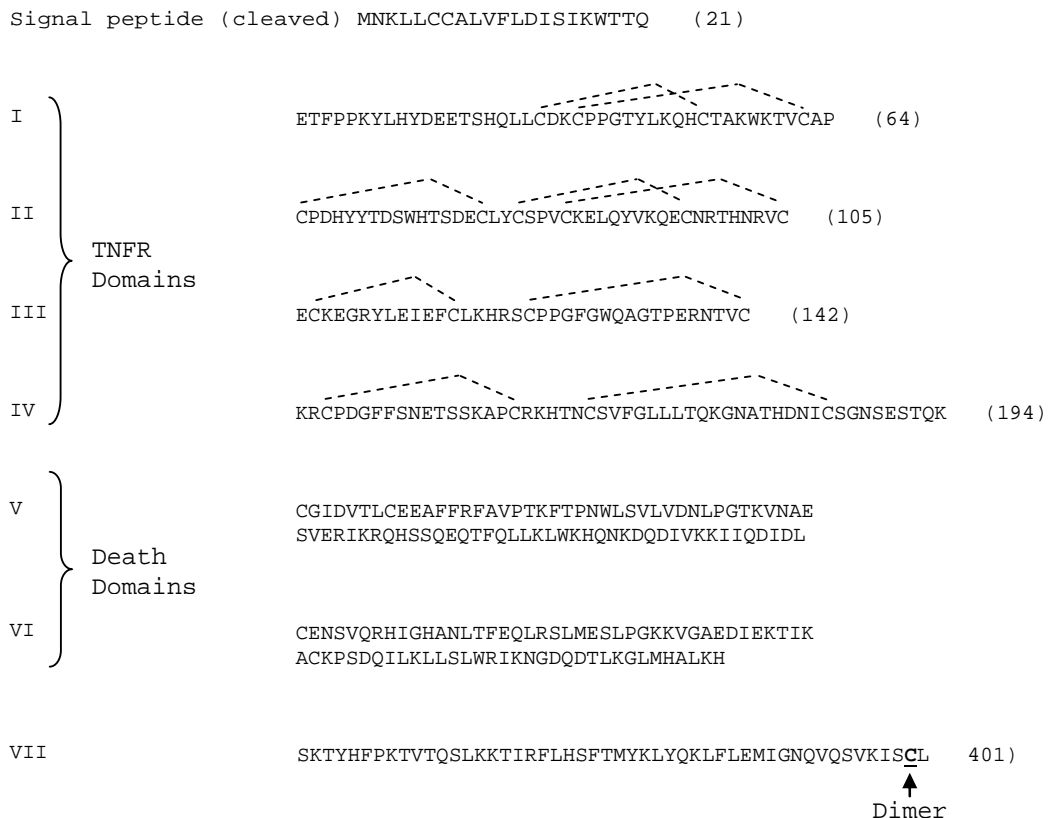 Signal peptide (cleaved) MNKLLCCALVFLDISIKWTTQ (21)
I ETFPPKYLHYDEETSHQLLCDKCPPGTYLKQHCTAKWKTVCAP (64)
II CPDHYYTDSWHTSDECLYCSPVCKELQYVKQECNRTHNRVC (105)
TNFR
Domains
III ECKEGRYLEIEFCLKHRSCPPGFGWQAGTPERNTVC (142)
IV KRCPDGFFSNETSSKAPCRKHTNCSVFGLLLTQKGNATHDNICSGNSESTQK (194)
V CGIDVTLCEEAFFRFAVPTKFTPNWLSVLVDNLPGTKVNAE
SVERIKRQHSSQEQTFQLLKLWKHQNKDQDIVKKIIQDIDL
Death
Domains
VI CENSVQRHIGHANLTFEQLRSLMESLPGKKVGAEDIEKTIK
ACKPSDQILKLLSLWRIKNGDQDTLKGLMHALKH
VII SKTYHFPKTVTQSLKKTIRFLHSFTMYKLYQKLFLEMIGNQVQSVKISCL 401)
Dimer